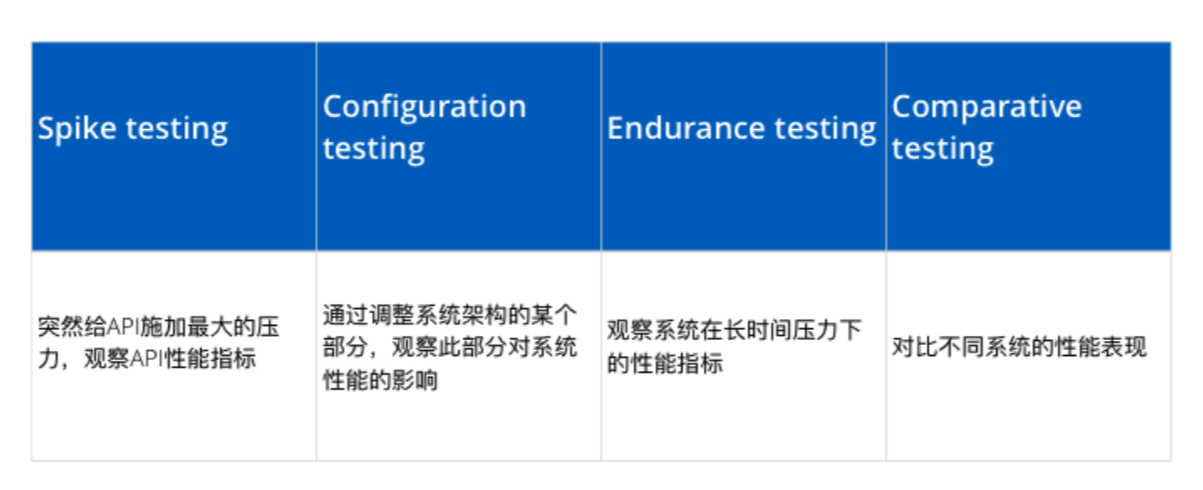 Spike testing
Configuration
testing
Endurance testing
Comparative
testing
突然给API施加最大的压
力，观察API性能指标
通过调整系统架构的某个
部分，观察此部分对系统
性能的影响
观察系统在长时间压力下
的性能指标
对比不同系统的性能表现